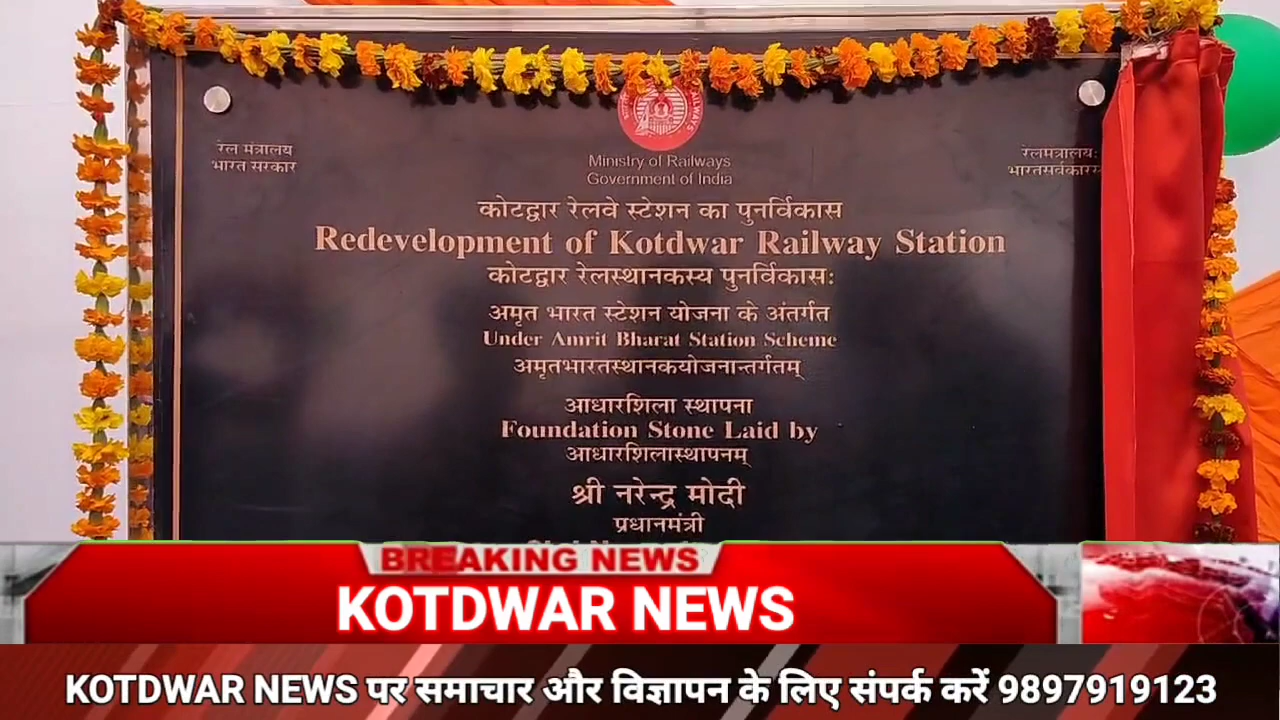 रेल मंत्रालय
भारत सरकार
RAILWAYS
Ministry of Railways
Government of India
रेलमत्रालय:
भारतसर्वकारस
कोटद्वार रेलवे स्टेशन का पुनर्विकास
Redevelopment of Kotdwar Railway Station
कोटद्वार रेलस्थानकस्य पुनर्विकास:
अमृत भारत स्टेशन योजना के अंतर्गत
Under Amrit Bharat Station Scheme
अमृतभारतस्थानकयोजनान्तर्गतम्
आधारशिला स्थापना
Foundation Stone Laid by
आधारशिलास्थापनम्
श्री नरेन्द्र मोदी
प्रधानमंत्री
BREAKING NEWS
KOTDWAR NEWS
KOTDWAR NEWS पर समाचार और विज्ञापन के लिए संपर्क करें 9897919123